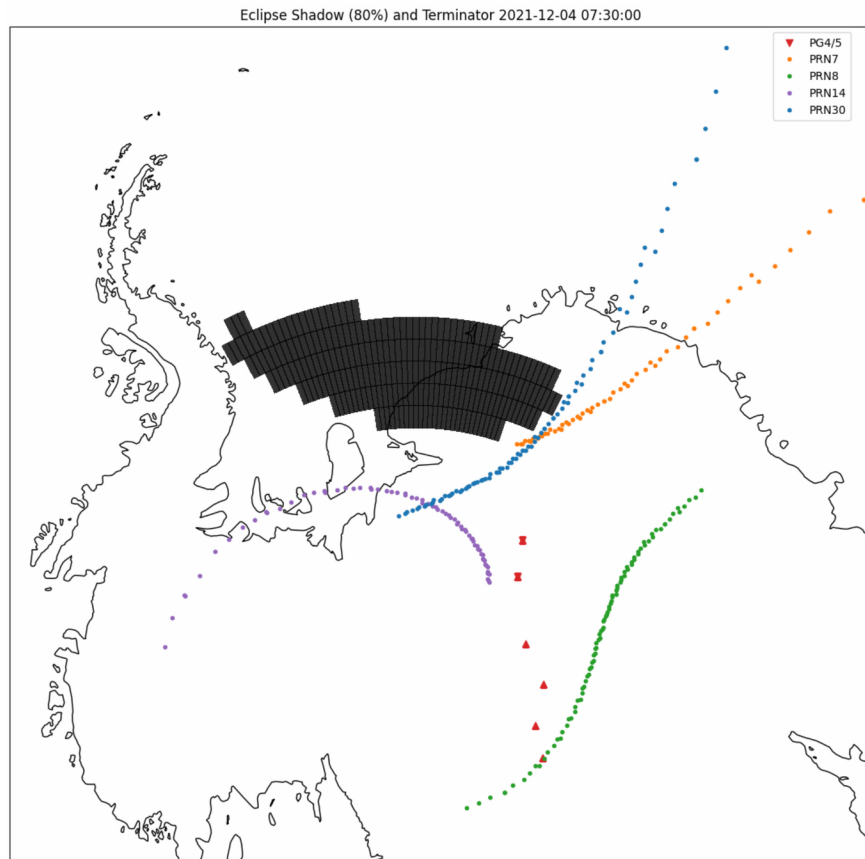 Eclipse Shadow (80%) and Terminator 2021-12-04 07:30:00
PG4/5
PRN7
PRN8
PRN14
PRN30